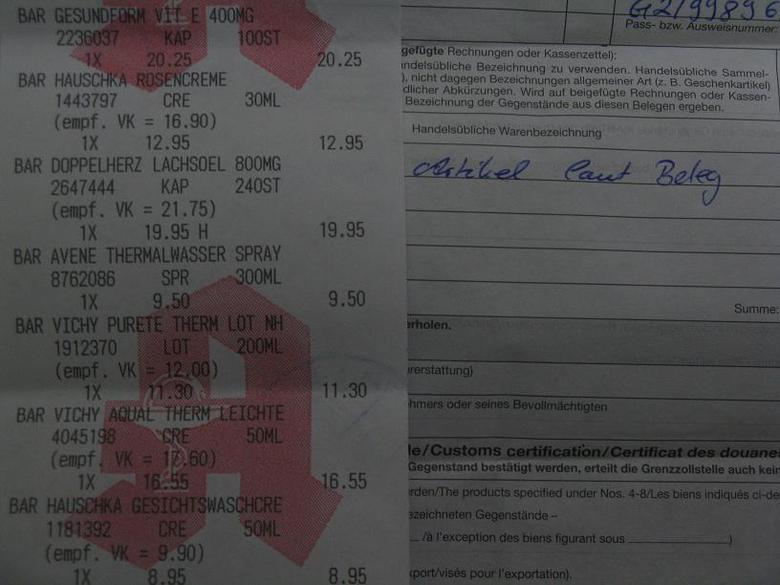 BAR GESUNDFORM VIT E 400MG
2236037 KAP 100ST
1X 20.25 20.25
BAR HAUSCHKA ROSENCREME
1443797 CRE 30ML
(empf. VK = 16.90)
1X 12.95 12.95
BAR DOPPELHERZ LACHSOEL 800MG
2647444 KAP 240ST
(empf. VK = 21.75)
1X 19.95 H 19.95
BAR AVENE THERMALWASSER SPRAY
8762086 SPR 300ML
1X 9.50 9.50
BAR VICHY PURETE THERM LOT NH
1912370 LOT 200ML
(empf. VK = 12,00)
1X 11.30 11.30
BAR VICHY AQUAL THERM LEICHTE
4045198 CRE 50ML
(empf. VK = 17.60)
1X 16.55 16.55
BAR HAUSCHKA GESICHTSWASCHCRE
1181392 CRE 50ML
(empf. VK = 9.90)
1X 8.95 8.95
G2199896
Pass- bzw. Ausweisnummer:
gefügte Rechnungen oder Kassenzettel):
ndelsübliche Bezeichnung zu verwenden. Handelsübliche Sammel-
), nicht dagegen Bezeichnungen allgemeiner Art (z. B. Geschenkartikel)
dlicher Abkürzungen. Wird auf beigefügte Rechnungen oder Kassen-
Bezeichnung der Gegenstände aus diesen Belegen ergeben.
Handelsübliche Warenbezeichnung
Artikel laut Beleg
Summe:
erholen.
rerstattung)
hmers oder seines Bevollmächtigten
le/Customs certification/Certificat des douane
Gegenstand bestätigt werden, erteilt die Grenzzollstelle auch kein
rden/The products specified under Nos. 4-8/Les biens indiqués ci-de
zeichneten Gegenstände –
/à l'exception des biens figurant sous )
xport/visés pour l'exportation).